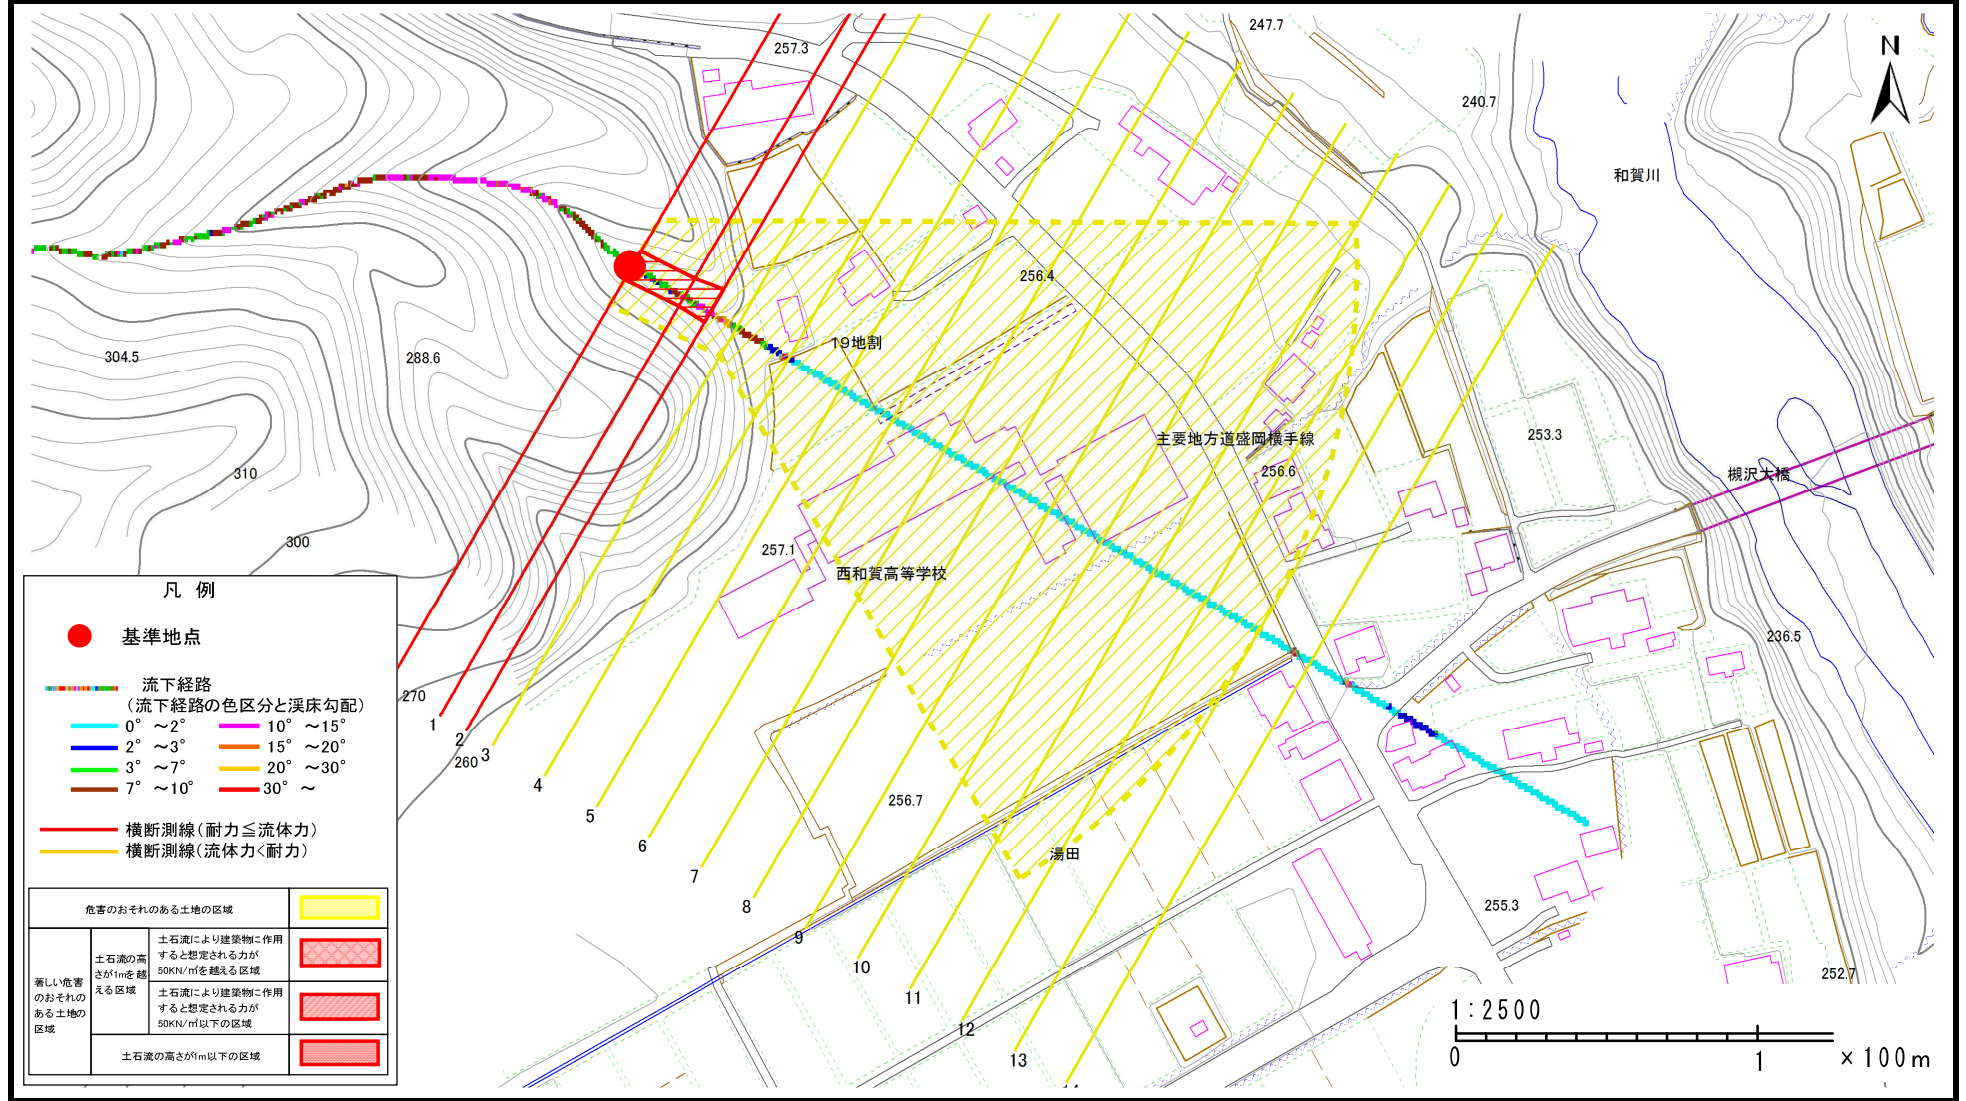 247.7
257.3
N
240.7
和賀川
256.4
304.5
288.6
19地割
主要地方道盛岡横手線
253.3
256.6
310
槻沢大橋
300
257.1
西和賀高等学校
236.5
270
260
256.7
湯田
255.3
252.7
1
2
3
4
5
6
7
8
9
10
11
12
13
凡 例
基準地点
流下経路
(流下経路の色区分と渓床勾配)
0° ～2° 10° ～15°
2° ～3° 15° ～20°
3° ～7° 20° ～30°
7° ～10° 30° ～
横断測線(耐力≦流体力)
横断測線(流体力<耐力)
危害のおそれのある土地の区域
著しい危害
のおそれの
ある土地の
区域
土石流の高
さが1mを越
える区域
土石流により建築物に作用
すると想定される力が
50KN/㎡を越える区域
土石流により建築物に作用
すると想定される力が
50KN/㎡以下の区域
土石流の高さが1m以下の区域
1:2500
0 1 ×100m